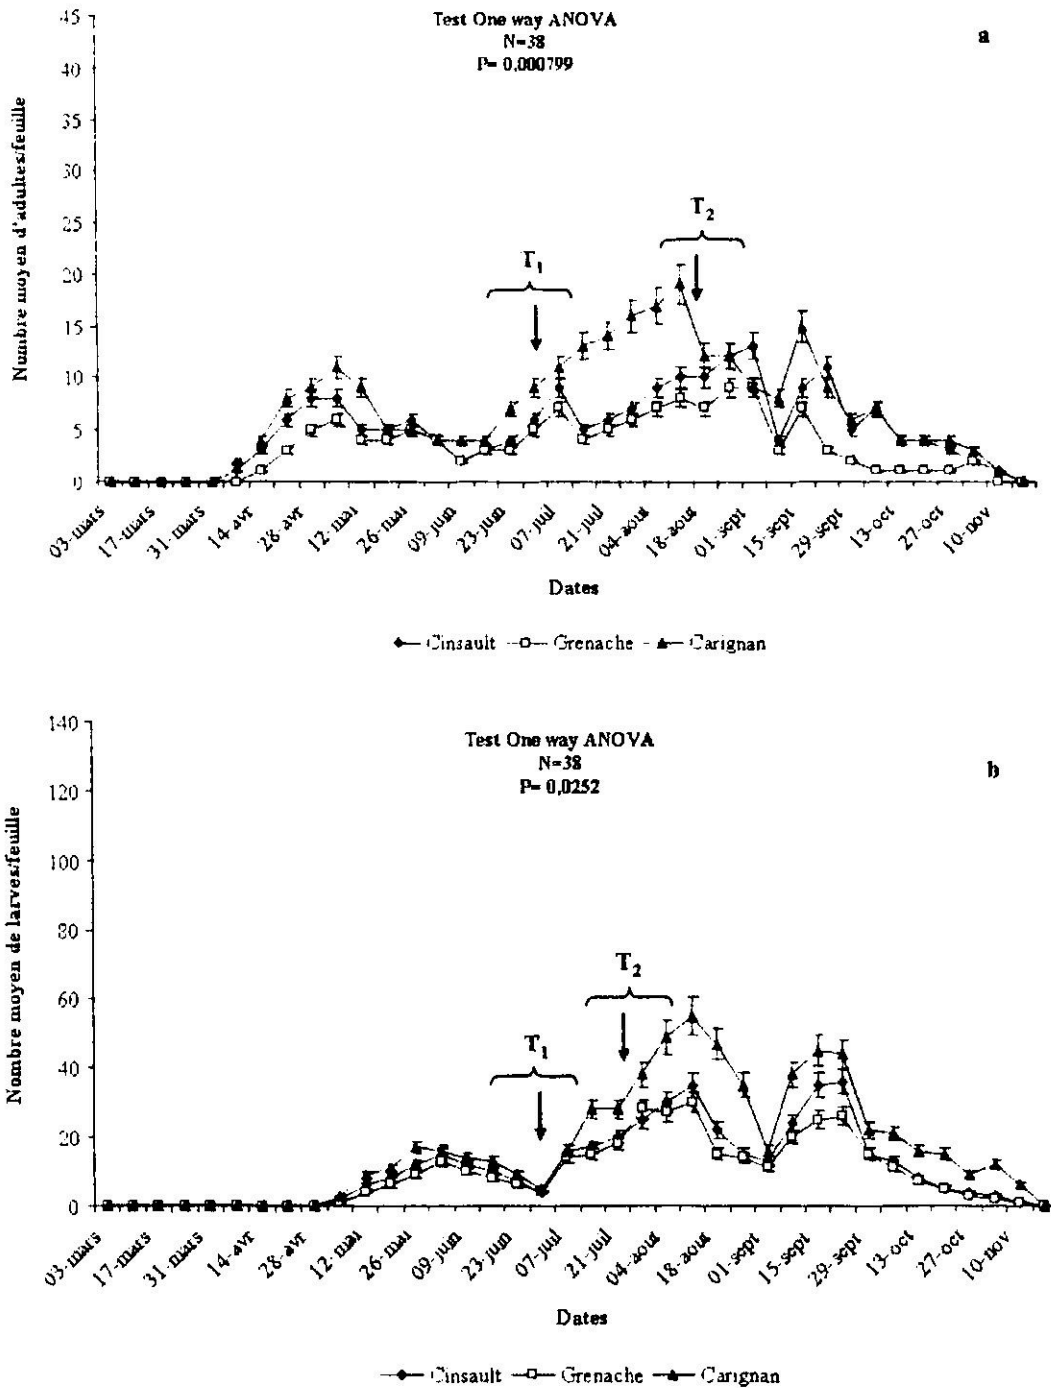 Test One way ANOVA
N=38
P= 0,000799
a
Nombre moyen d'adultes/feuille
45
40
35
30
25
20
15
10
5
0
T1
T2
03-mars 17-mars 31-mars 14-avr 28-avr 12-mai 26-mai 09-juin 23-juin 07-juil 21-juil 04-aout 18-aout 01-sept 15-sept 29-sept 13-oct 27-oct 10-nov
Dates
Cinsault Grenache Carignan
Test One way ANOVA
N=38
P= 0,0252
b
Nombre moyen de larves/feuille
140
120
100
80
60
40
20
0
T1
T2
03-mars 17-mars 31-mars 14-avr 28-avr 12-mai 26-mai 09-juin 23-juin 07-juil 21-juil 04-aout 18-aout 01-sept 15-sept 29-sept 13-oct 27-oct 10-nov
Dates
Cinsault Grenache Carignan